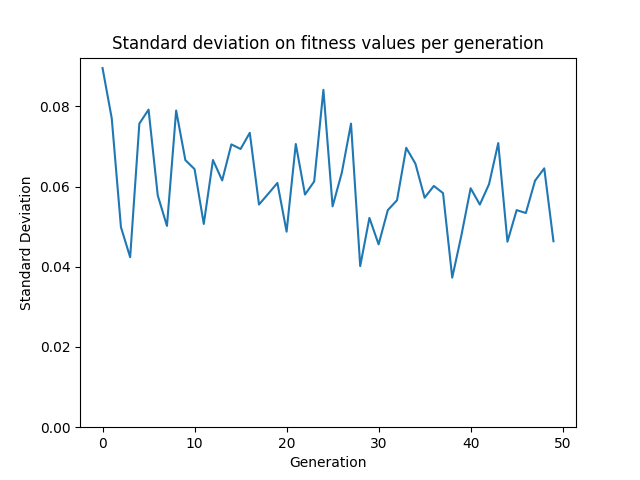 Standard deviation on fitness values per generation
0.08
0.06
0.04
0.02
0.00
Standard Deviation
0 10 20 30 40 50
Generation